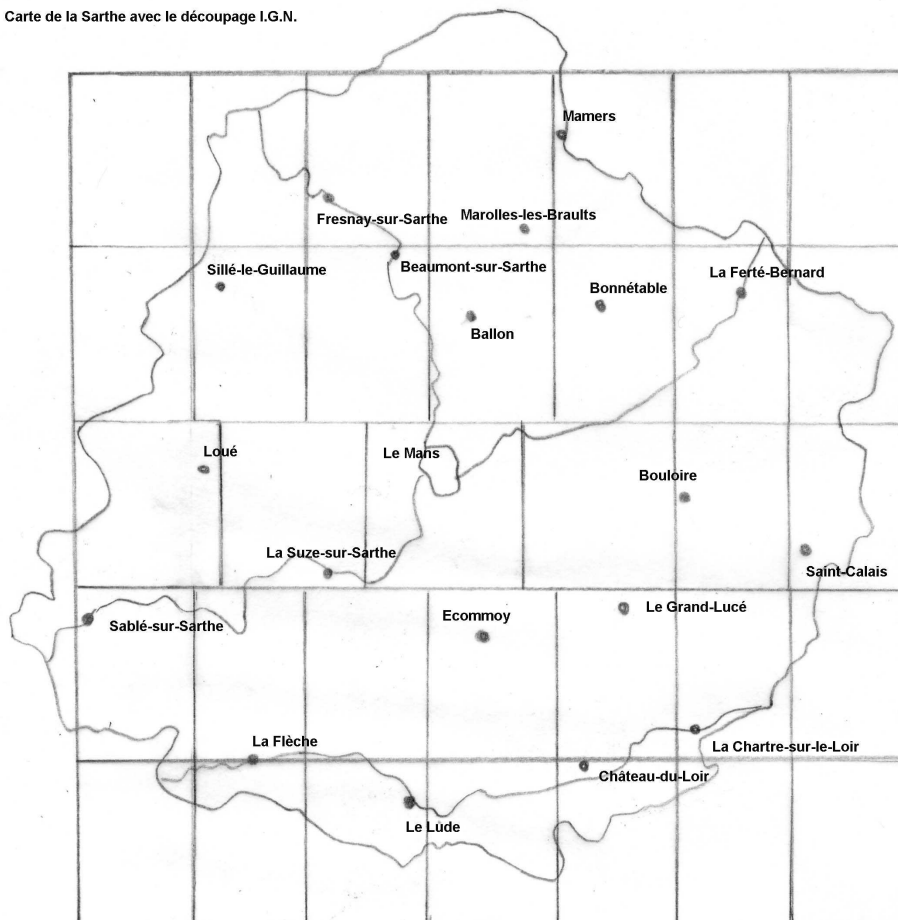 Carte de la Sarthe avec le découpage I.G.N.
Mamers
Fresnay-sur-Sarthe
Marolles-les-Braults
Sillé-le-Guillaume
Beaumont-sur-Sarthe
La Ferté-Bernard
Bonnétable
Ballon
Loué
Le Mans
Bouloire
La Suze-sur-Sarthe
Saint-Calais
Sablé-sur-Sarthe
Ecommoy
Le Grand-Lucé
La Flèche
La Chartre-sur-le-Loir
Château-du-Loir
Le Lude